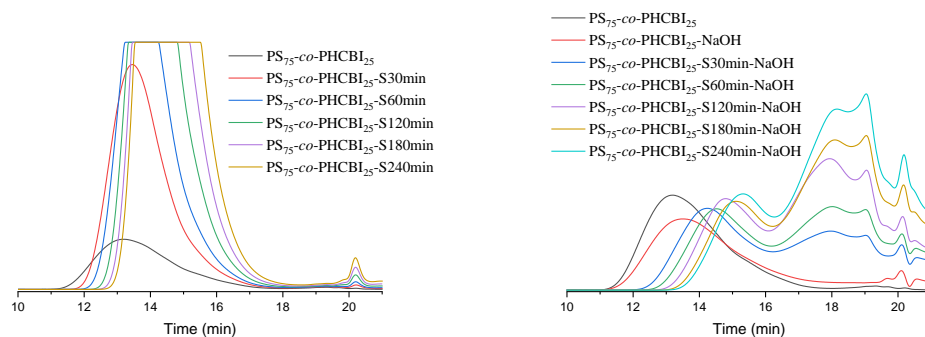 PS₇₅-co-PHCBI₂₅
PS₇₅-co-PHCBI₂₅-S30min
PS₇₅-co-PHCBI₂₅-S60min
PS₇₅-co-PHCBI₂₅-S120min
PS₇₅-co-PHCBI₂₅-S180min
PS₇₅-co-PHCBI₂₅-S240min
10 12 14 16 18 20
Time (min)
PS₇₅-co-PHCBI₂₅
PS₇₅-co-PHCBI₂₅-NaOH
PS₇₅-co-PHCBI₂₅-S30min-NaOH
PS₇₅-co-PHCBI₂₅-S60min-NaOH
PS₇₅-co-PHCBI₂₅-S120min-NaOH
PS₇₅-co-PHCBI₂₅-S180min-NaOH
PS₇₅-co-PHCBI₂₅-S240min-NaOH
10 12 14 16 18 20
Time (min)